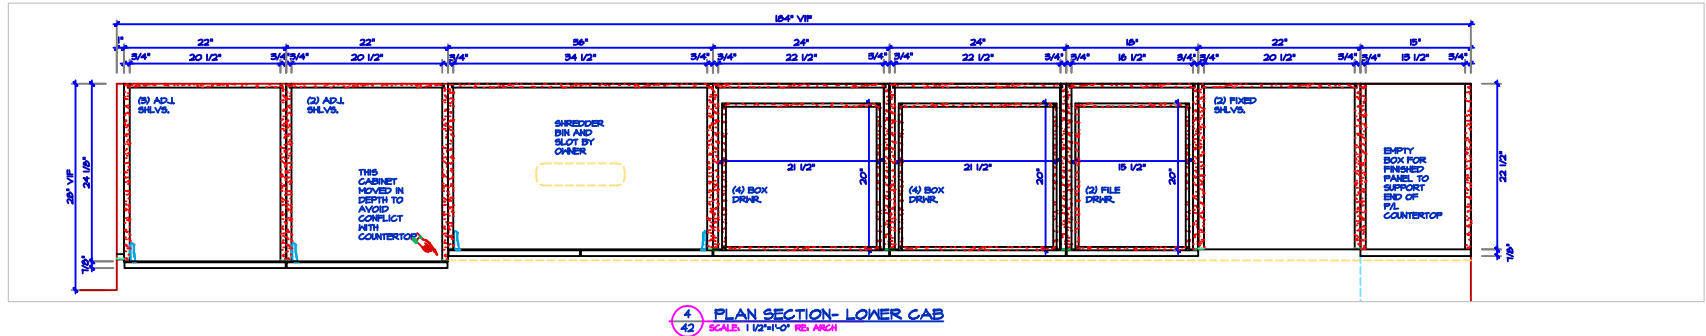 184" VIF
1" 22" 22" 36" 24" 24" 18" 22" 15"
3/4" 20 1/2" 3/4" 3/4" 20 1/2" 3/4" 34 1/2" 3/4" 3/4" 22 1/2" 3/4" 3/4" 22 1/2" 3/4" 3/4" 16 1/2" 3/4" 3/4" 20 1/2" 3/4" 3/4" 13 1/2" 3/4"
28" VIF
24 1/8"
7/8"
(3) ADJ.
SHLVS.
(2) ADJ.
SHLVS.
THIS
CABINET
MOVED IN
DEPTH TO
AVOID
CONFLICT
WITH
COUNTERTOP
SHREDDER
BIN AND
SLOT BY
OWNER
21 1/2"
20"
(4) BOX
DRWR.
21 1/2"
20"
(4) BOX
DRWR.
15 1/2"
20"
(2) FILE
DRWR.
(2) FIXED
SHLVS.
EMPTY
BOX FOR
FINISHED
PANEL TO
SUPPORT
END OF
P/L
COUNTERTOP
22 1/2"
7/8"
4 PLAN SECTION- LOWER CAB
42 SCALE: 1 1/2"=1'-0" RE: ARCH